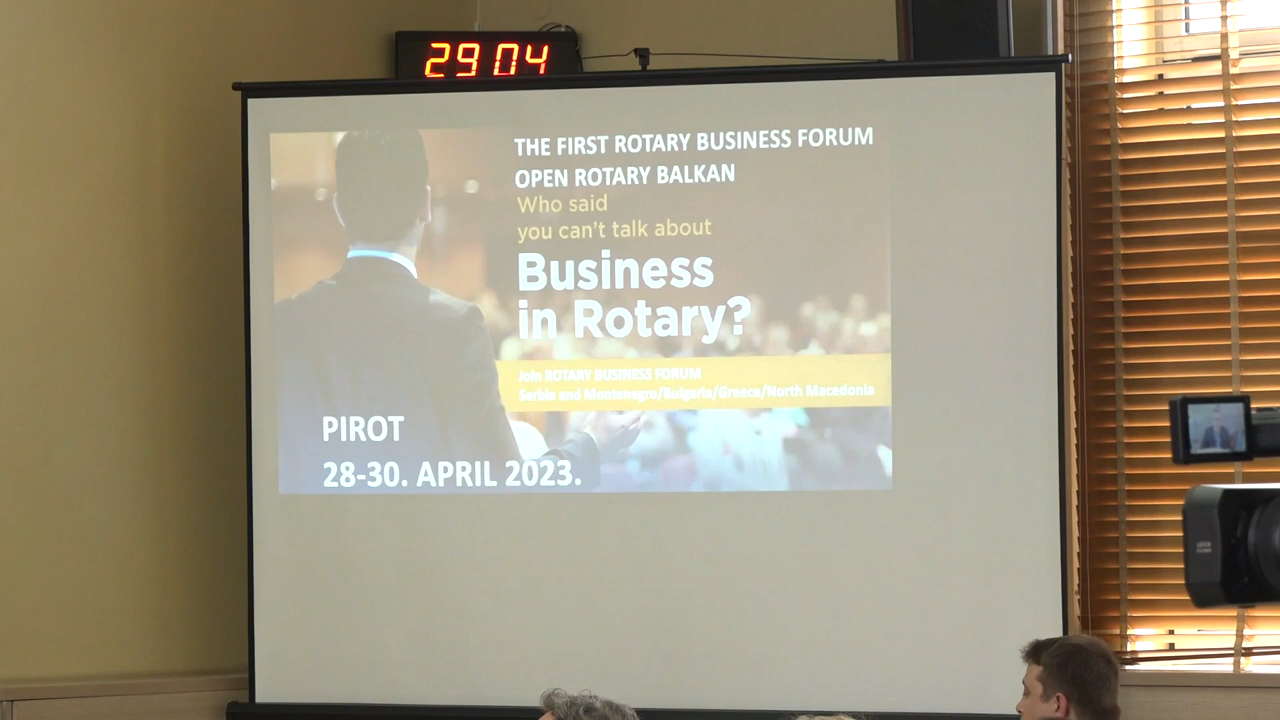 29 04
THE FIRST ROTARY BUSINESS FORUM
OPEN ROTARY BALKAN
Who said
you can't talk about
Business
in Rotary?
Join ROTARY BUSINESS FORUM
Serbia and Montenegro/Bulgaria/Greece/North Macedonia
PIROT
28-30. APRIL 2023.